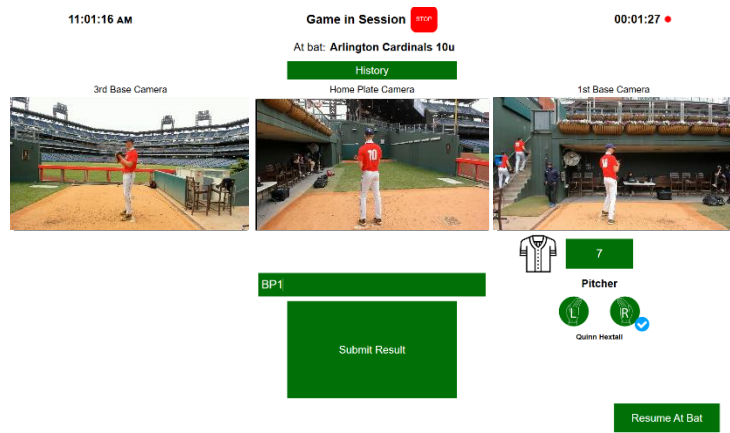 11:01:16 AM
Game in Session STOP
00:01:27
At bat: Arlington Cardinals 10u
History
3rd Base Camera
Home Plate Camera
1st Base Camera
10
7
BP1
Pitcher
L R
Submit Result
Quinn Hextall
Resume At Bat